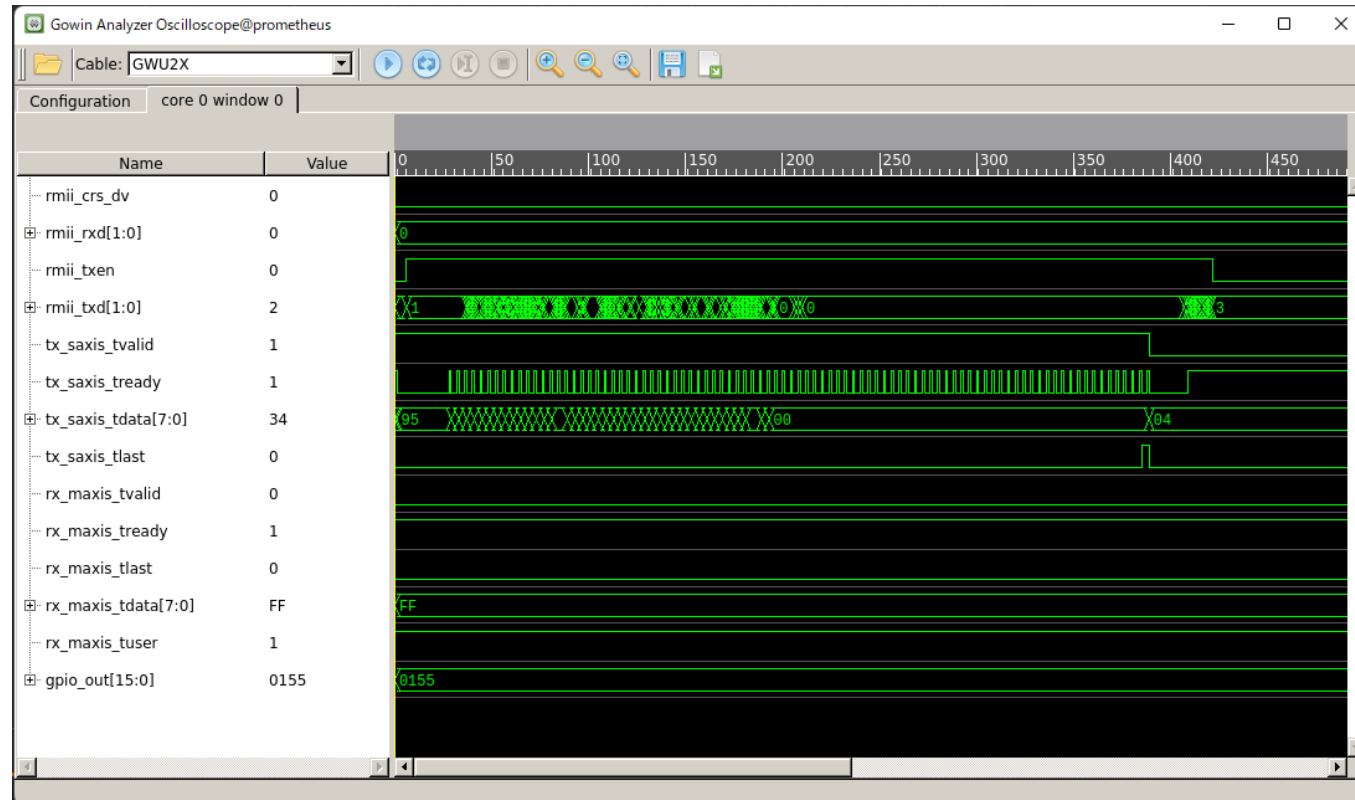 Gowin Analyzer Oscilloscope@prometheus
Cable: GWU2X
Configuration core 0 window 0
Name Value 0 50 100 150 200 250 300 350 400 450
rmii_crs_dv 0
rmii_rxd[1:0] 0 0
rmii_txen 0
rmii_txd[1:0] 2 1 0 0 3
tx_saxis_tvalid 1
tx_saxis_tready 1
tx_saxis_tdata[7:0] 34 95 00 04
tx_saxis_tlast 0
rx_maxis_tvalid 0
rx_maxis_tready 1
rx_maxis_tlast 0
rx_maxis_tdata[7:0] FF FF
rx_maxis_tuser 1
gpio_out[15:0] 0155 0155